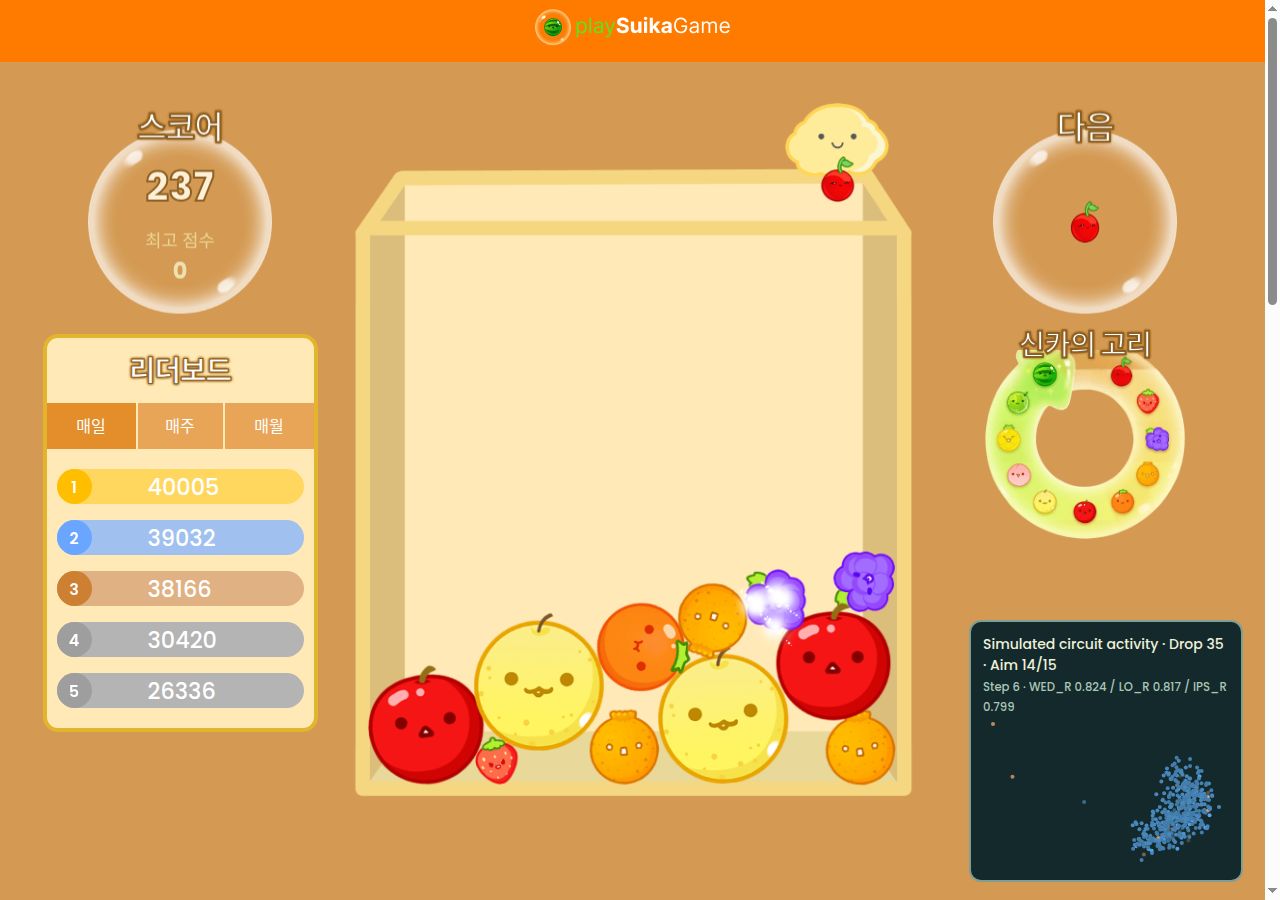 playSuikaGame
스코어
237
최고 점수
0
리더보드
매일 매주 매월
1 40005
2 39032
3 38166
4 30420
5 26336
다음
신카의 고리
Simulated circuit activity · Drop 35
· Aim 14/15
Step 6 · WED_R 0.824 / LO_R 0.817 / IPS_R
0.799